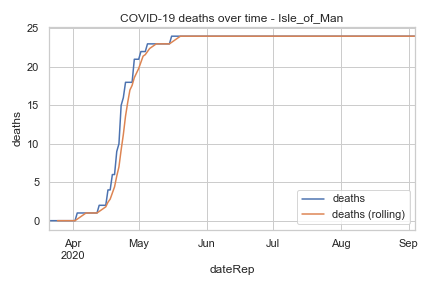 COVID-19 deaths over time - Isle_of_Man
25
20
15
10
5
0
deaths
deaths
deaths (rolling)
Apr
2020
May
Jun
Jul
Aug
Sep
dateRep